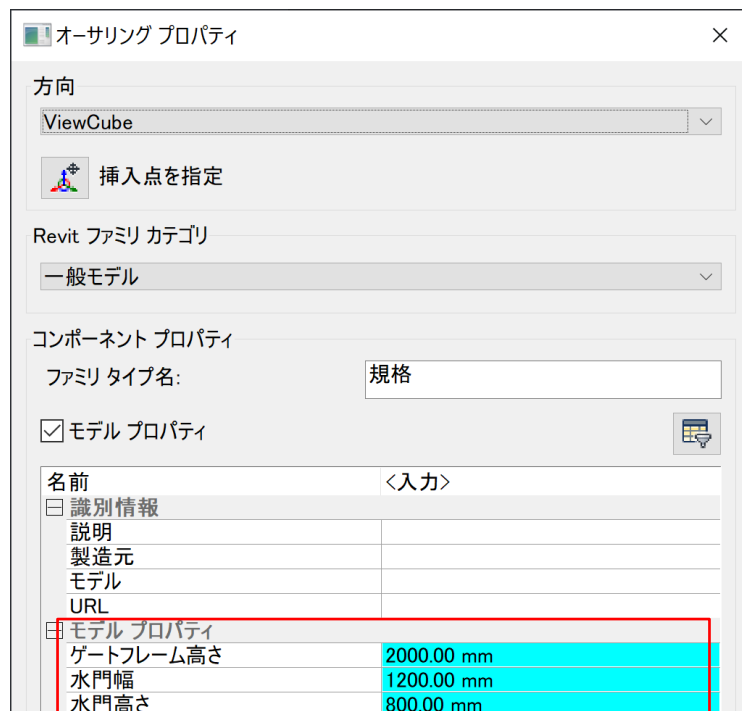 オーサリング プロパティ
方向
ViewCube
挿入点を指定
Revit ファミリ カテゴリ
一般モデル
コンポーネント プロパティ
ファミリ タイプ名: 規格
モデル プロパティ
名前 <入力>
識別情報
説明
製造元
モデル
URL
モデル プロパティ
ゲートフレーム高さ 2000.00 mm
水門幅 1200.00 mm
水門高さ 800.00 mm